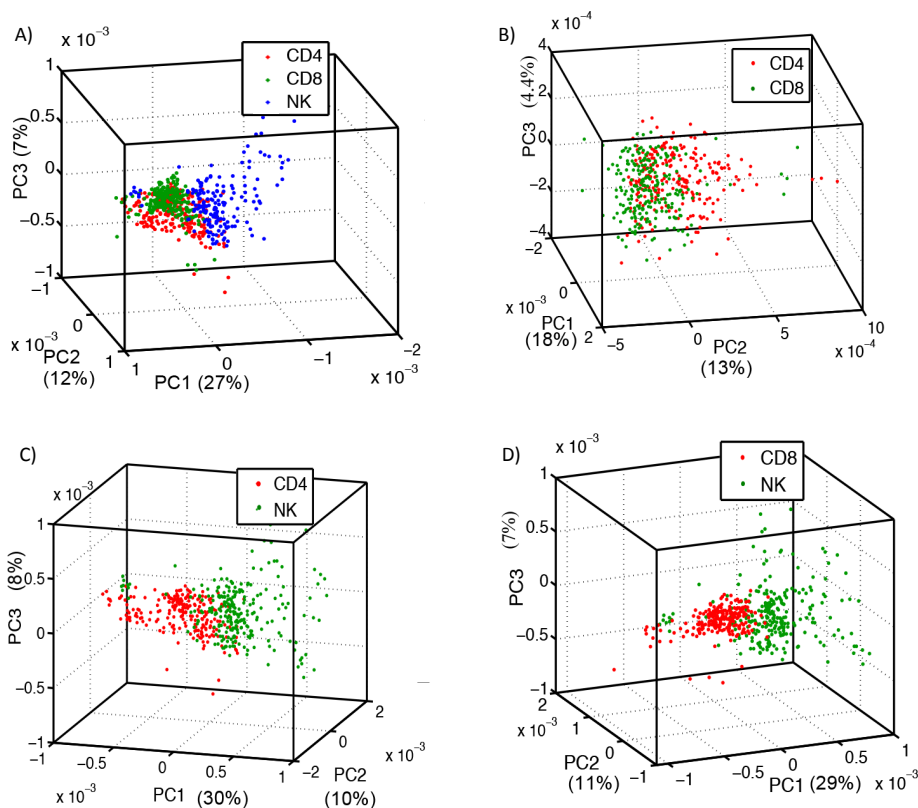 A)
x 10⁻³
CD4
CD8
NK
1
0.5
0
−0.5
−1
PC3 (7%)
−1
0
1
x 10⁻³
PC2
(12%)
1
0
−1
−2
x 10⁻³
PC1 (27%)
B)
x 10⁻⁴
CD4
CD8
4
2
0
−2
−4
PC3 (4.4%)
−2
0
2
x 10⁻³
PC1
(18%)
−5
0
5
10
x 10⁻⁴
PC2
(13%)
C)
x 10⁻³
CD4
NK
1
0.5
0
−0.5
−1
PC3 (8%)
−1
−0.5
0
0.5
1
x 10⁻³
PC1 (30%)
−2
0
2
x 10⁻³
PC2
(10%)
D)
x 10⁻³
CD8
NK
1
0.5
0
−0.5
−1
PC3 (7%)
2
1
0
−1
x 10⁻³
PC2
(11%)
−1
−0.5
0
0.5
1
x 10⁻³
PC1 (29%)